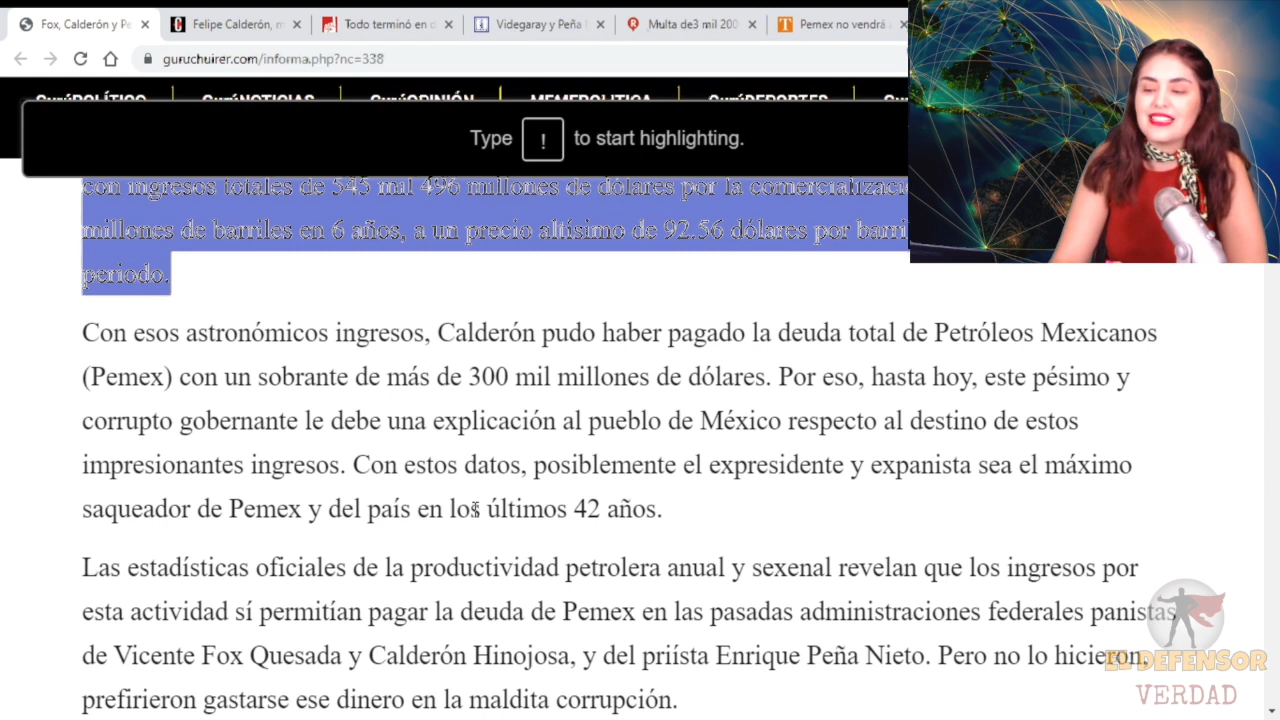 Fox, Calderón y Pe
Felipe Calderón, m
Todo terminó en d
Videgaray y Peña
Multa de3 mil 200
Pemex no vendrá
guruchuirer.com/informa.php?nc=338
GurúPOLÍTICO
GurúNOTICIAS
GurúOPINIÓN
MEMEPOLITICA
GurúDEPORTES
Type ! to start highlighting.
con ingresos totales de 545 mil 496 millones de dólares por la comercializaci
millones de barriles en 6 años, a un precio altísimo de 92.56 dólares por barri
periodo.
Con esos astronómicos ingresos, Calderón pudo haber pagado la deuda total de Petróleos Mexicanos
(Pemex) con un sobrante de más de 300 mil millones de dólares. Por eso, hasta hoy, este pésimo y
corrupto gobernante le debe una explicación al pueblo de México respecto al destino de estos
impresionantes ingresos. Con estos datos, posiblemente el expresidente y expanista sea el máximo
saqueador de Pemex y del país en los últimos 42 años.
Las estadísticas oficiales de la productividad petrolera anual y sexenal revelan que los ingresos por
esta actividad sí permitían pagar la deuda de Pemex en las pasadas administraciones federales panistas
de Vicente Fox Quesada y Calderón Hinojosa, y del priísta Enrique Peña Nieto. Pero no lo hicieron,
prefirieron gastarse ese dinero en la maldita corrupción.
EL DEFENSOR
VERDAD